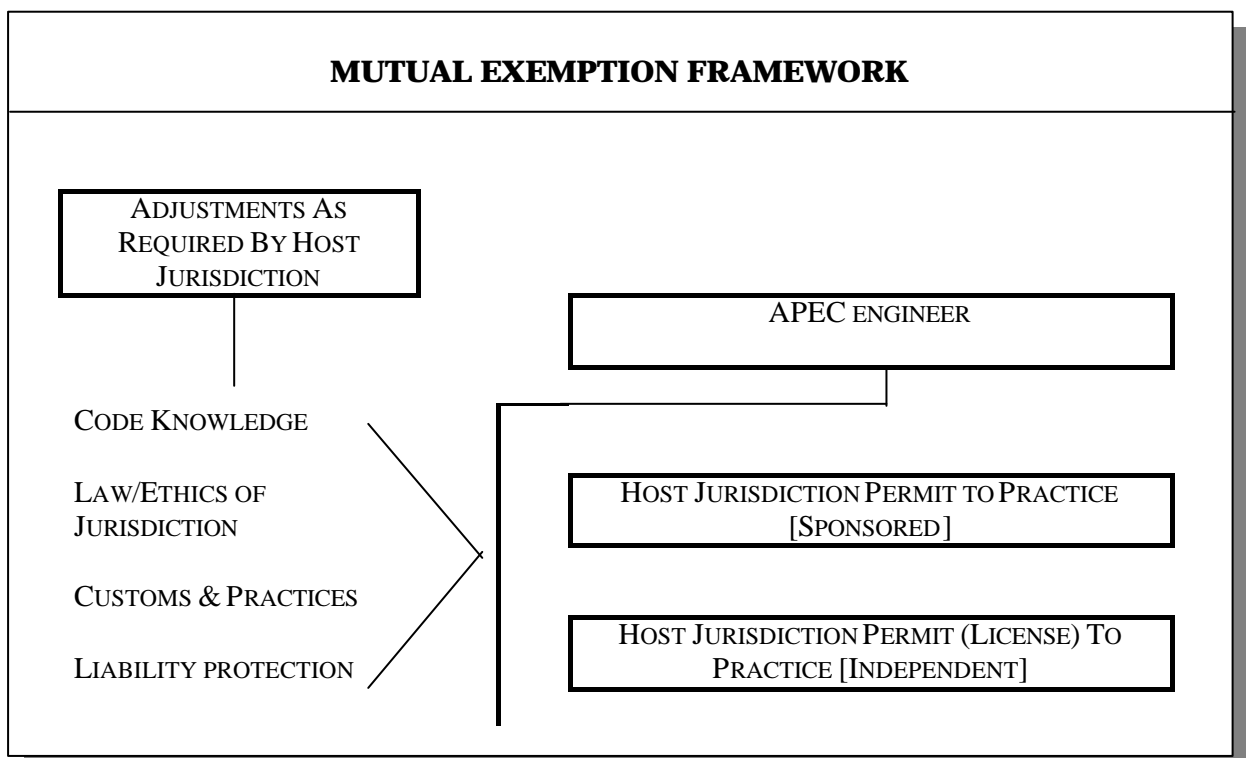 MUTUAL EXEMPTION FRAMEWORK
ADJUSTMENTS AS
REQUIRED BY HOST
JURISDICTION
APEC ENGINEER
CODE KNOWLEDGE
LAW/ETHICS OF
JURISDICTION
CUSTOMS & PRACTICES
LIABILITY PROTECTION
HOST JURISDICTION PERMIT TO PRACTICE
[SPONSORED]
HOST JURISDICTION PERMIT (LICENSE) TO
PRACTICE [INDEPENDENT]